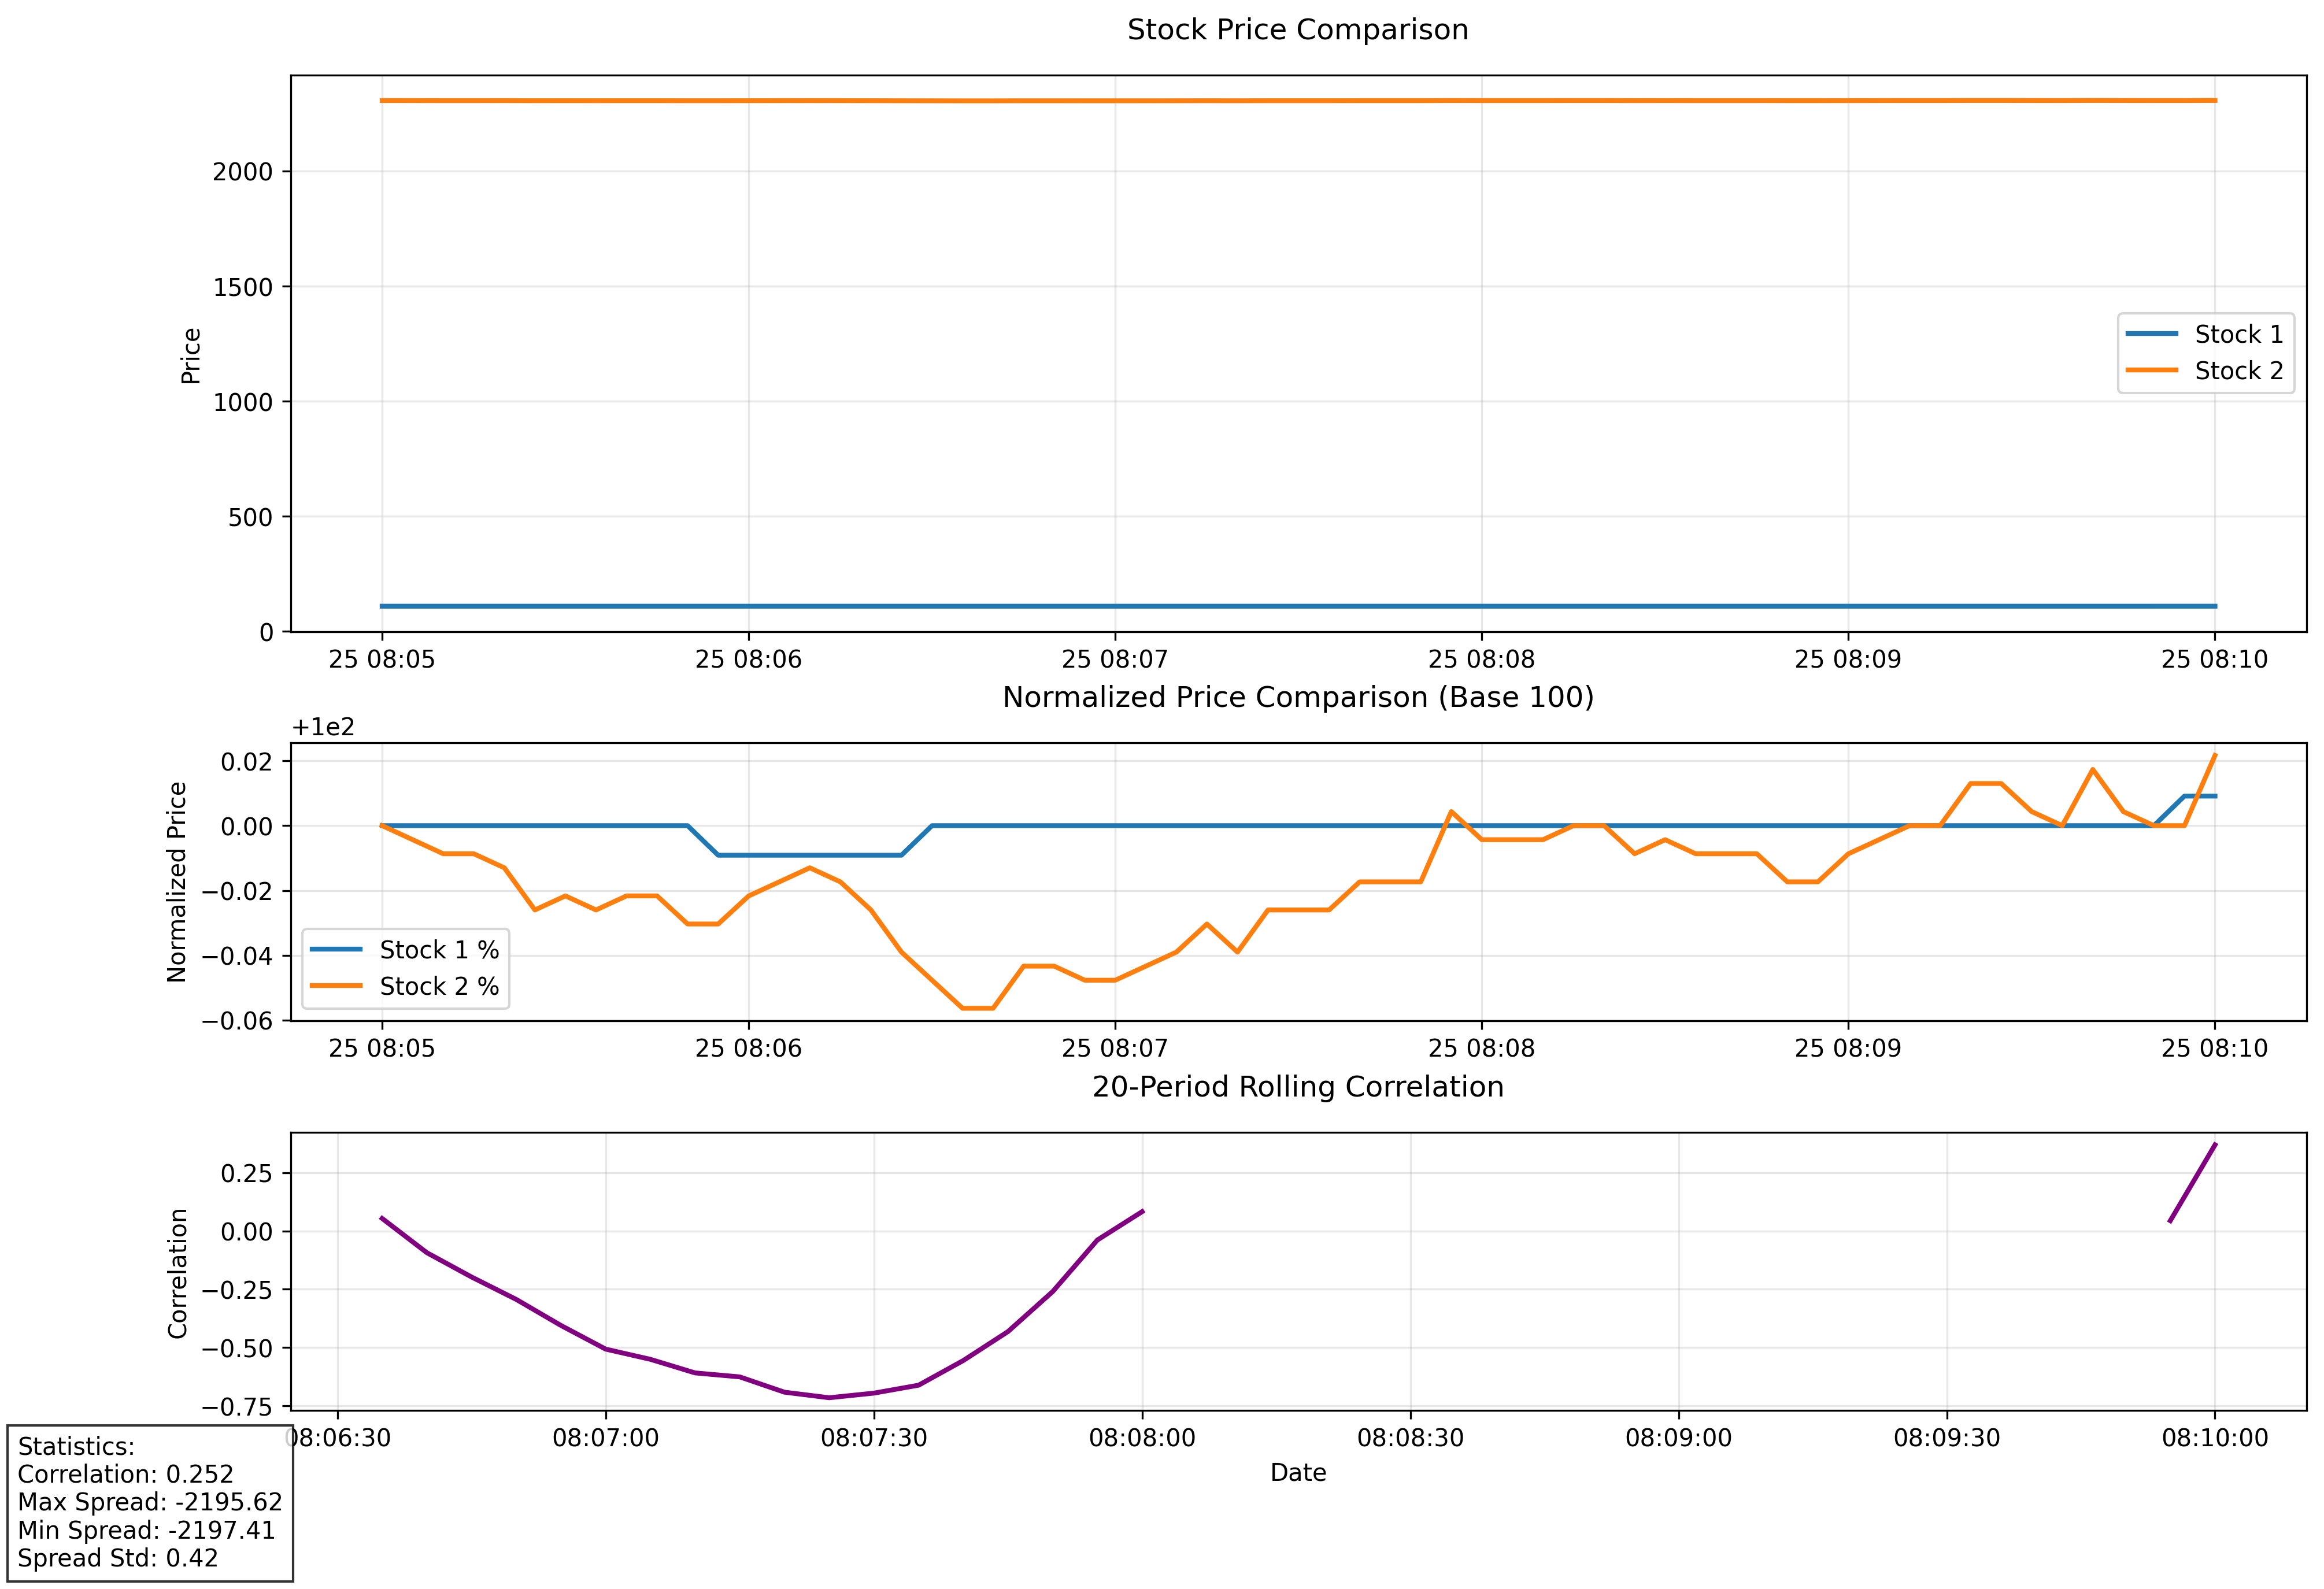 Stock Price Comparison
Price
2000
1500
1000
500
0
Stock 1
Stock 2
25 08:05 25 08:06 25 08:07 25 08:08 25 08:09 25 08:10
Normalized Price Comparison (Base 100)
+1e2
Normalized Price
0.02
0.00
−0.02
−0.04
−0.06
Stock 1 %
Stock 2 %
25 08:05 25 08:06 25 08:07 25 08:08 25 08:09 25 08:10
20-Period Rolling Correlation
Correlation
0.25
0.00
−0.25
−0.50
−0.75
08:06:30 08:07:00 08:07:30 08:08:00 08:08:30 08:09:00 08:09:30 08:10:00
Date
Statistics:
Correlation: 0.252
Max Spread: -2195.62
Min Spread: -2197.41
Spread Std: 0.42